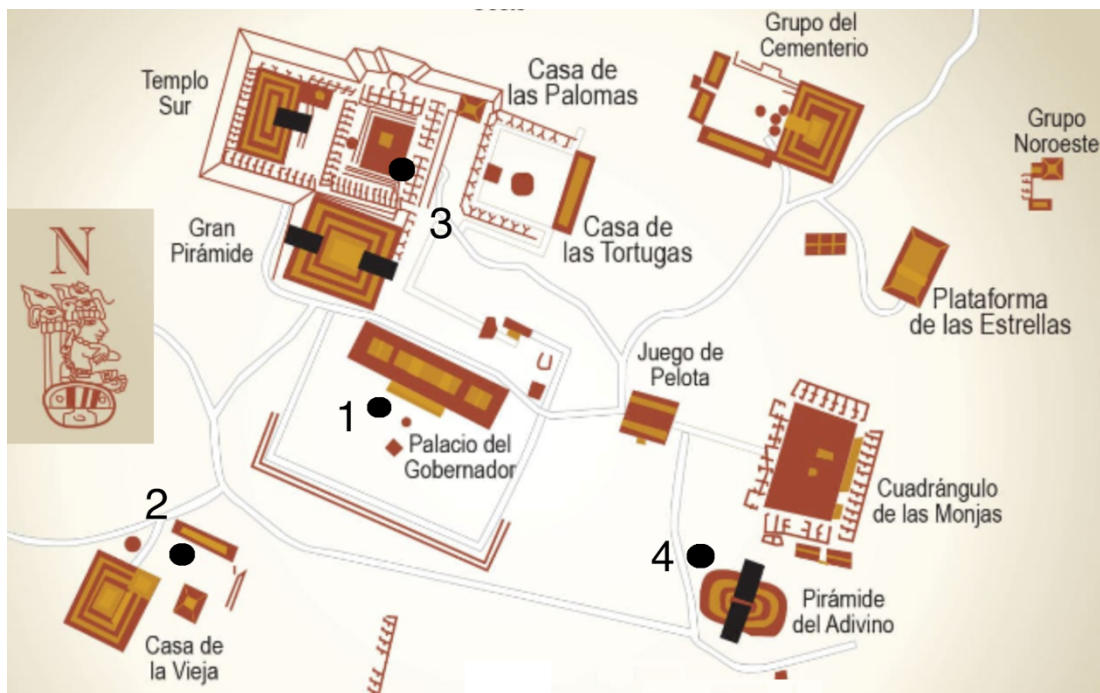 Templo
Sur
Casa de
las Palomas
Grupo del
Cementerio
Grupo
Noroeste
N
Gran
Pirámide
3
Casa de
las Tortugas
Plataforma
de las Estrellas
Juego de
Pelota
1
Palacio del
Gobernador
2
Cuadrángulo
de las Monjas
4
Pirámide
del Adivino
Casa de
la Vieja